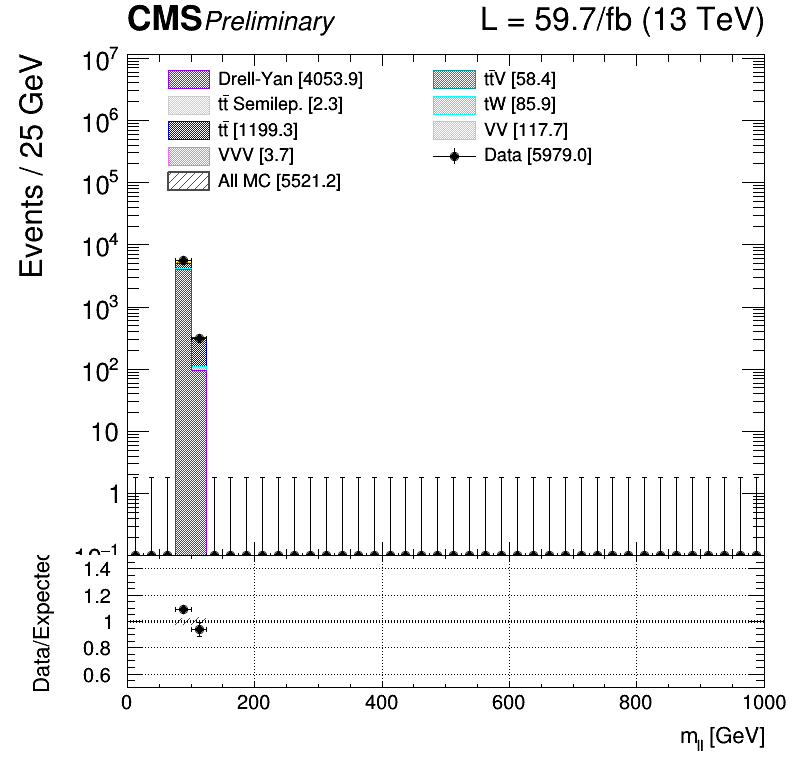 CMS Preliminary L = 59.7/fb (13 TeV)
Events / 25 GeV
10⁷
10⁶
10⁵
10⁴
10³
10²
10
1
10⁻¹
Drell-Yan [4053.9]
tt̄ Semilep. [2.3]
tt̄ [1199.3]
VVV [3.7]
All MC [5521.2]
tt̄V [58.4]
tW [85.9]
VV [117.7]
Data [5979.0]
Data/Expected
1.4
1.2
1
0.8
0.6
0 200 400 600 800 1000
m_ll [GeV]